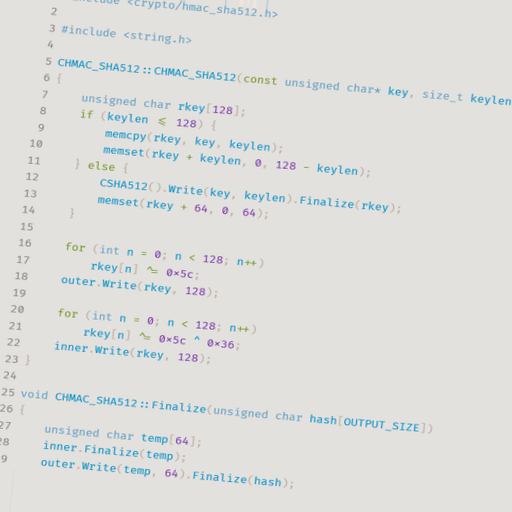 #include <crypto/hmac_sha512.h>
2
3 #include <string.h>
4
5 CHMAC_SHA512::CHMAC_SHA512(const unsigned char* key, size_t keylen
6 {
7 unsigned char rkey[128];
8 if (keylen ≤ 128) {
9 memcpy(rkey, key, keylen);
10 memset(rkey + keylen, 0, 128 - keylen);
11 } else {
12 CSHA512().Write(key, keylen).Finalize(rkey);
13 memset(rkey + 64, 0, 64);
14 }
15
16 for (int n = 0; n < 128; n++)
17 rkey[n] ^= 0×5c;
18 outer.Write(rkey, 128);
19
20 for (int n = 0; n < 128; n++)
21 rkey[n] ^= 0×5c ^ 0×36;
22 inner.Write(rkey, 128);
23 }
24
25 void CHMAC_SHA512::Finalize(unsigned char hash[OUTPUT_SIZE])
26 {
27 unsigned char temp[64];
28 inner.Finalize(temp);
9 outer.Write(temp, 64).Finalize(hash);